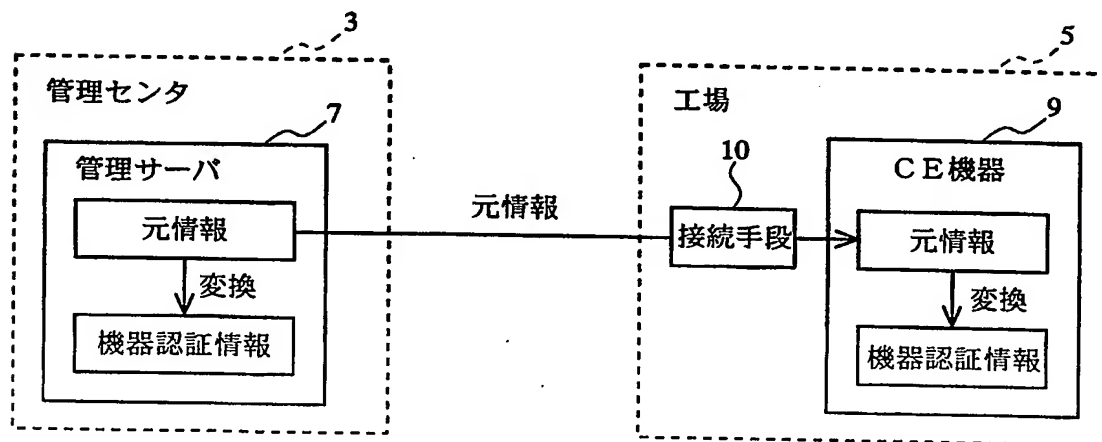 3
管理センタ
7
管理サーバ
元情報
変換
機器認証情報
元情報
5
工場
10
接続手段
9
CE機器
元情報
変換
機器認証情報